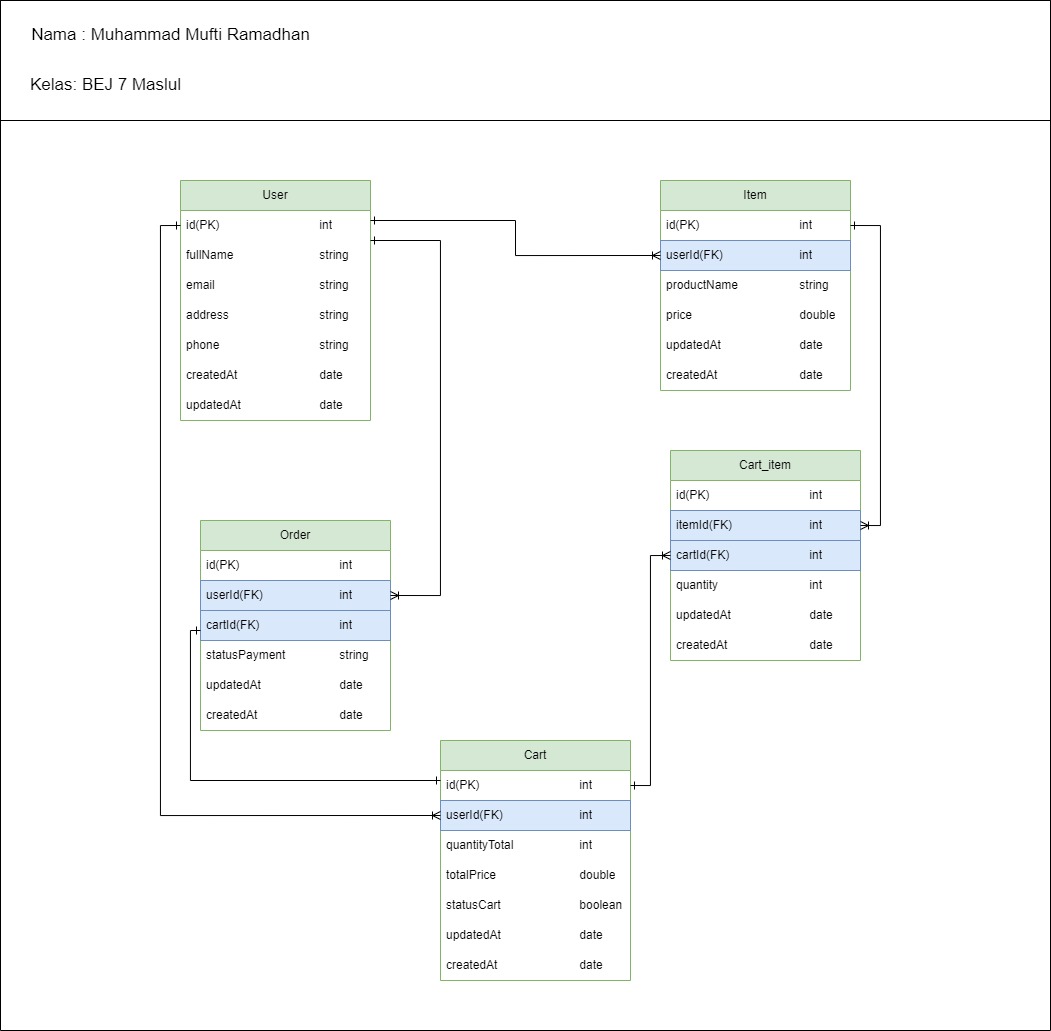 Nama : Muhammad Mufti Ramadhan
Kelas: BEJ 7 Maslul
User
id(PK) int
fullName string
email string
address string
phone string
createdAt date
updatedAt date
Item
id(PK) int
userId(FK) int
productName string
price double
updatedAt date
createdAt date
Cart_item
id(PK) int
itemId(FK) int
cartId(FK) int
quantity int
updatedAt date
createdAt date
Order
id(PK) int
userId(FK) int
cartId(FK) int
statusPayment string
updatedAt date
createdAt date
Cart
id(PK) int
userId(FK) int
quantityTotal int
totalPrice double
statusCart boolean
updatedAt date
createdAt date